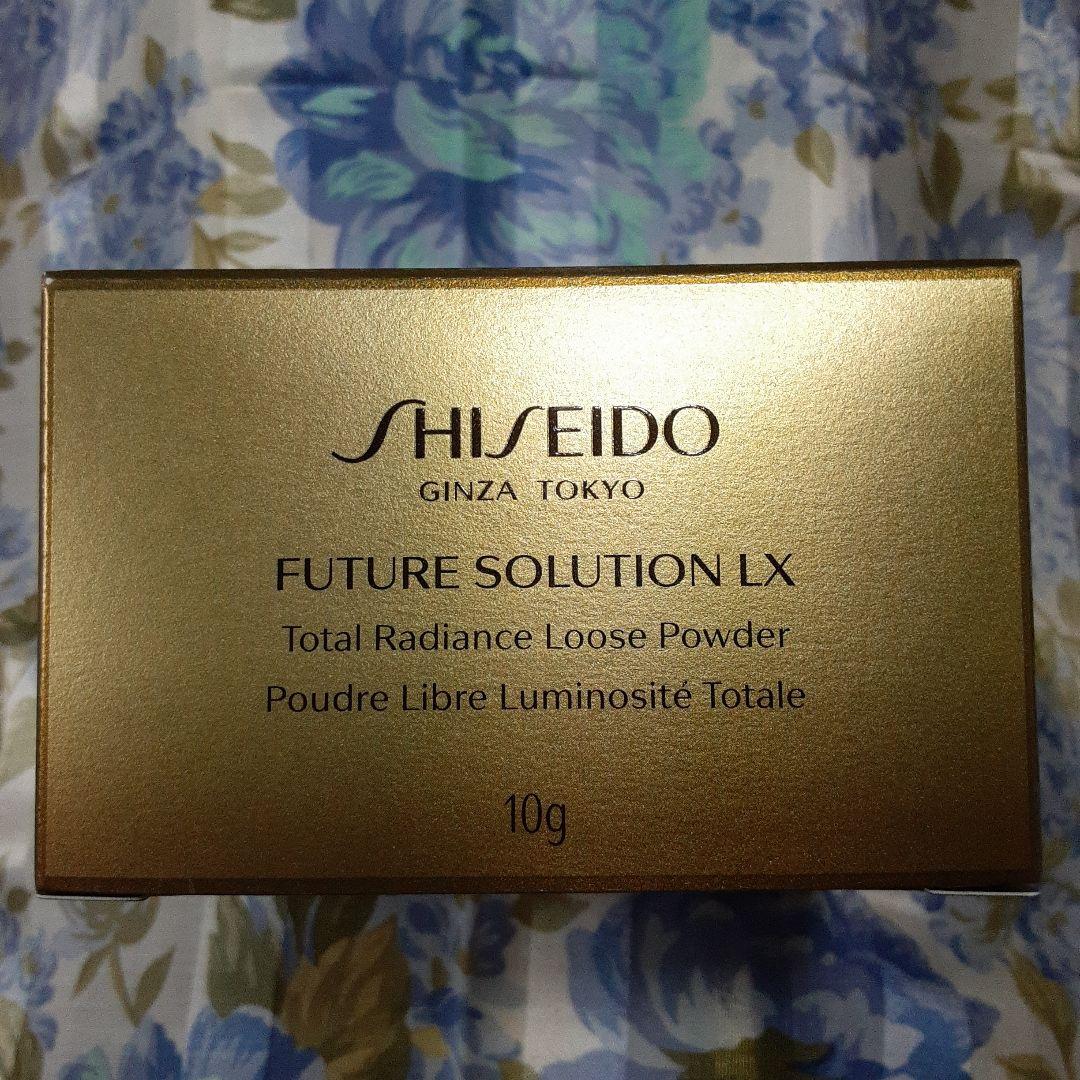 SHISEIDO
GINZA TOKYO
FUTURE SOLUTION LX
Total Radiance Loose Powder
Poudre Libre Luminosité Totale
10g